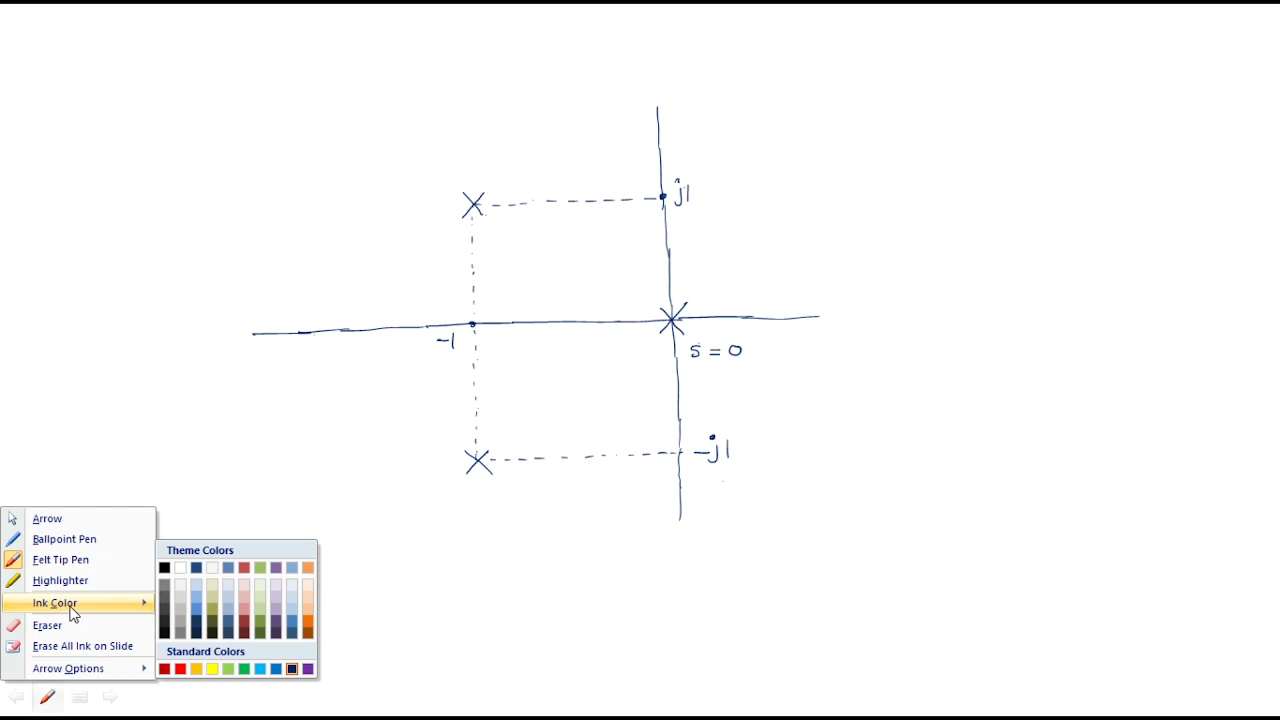 j1
-1
s = 0
-j1
Arrow
Ballpoint Pen
Felt Tip Pen
Highlighter
Ink Color
Eraser
Erase All Ink on Slide
Arrow Options
Theme Colors
Standard Colors